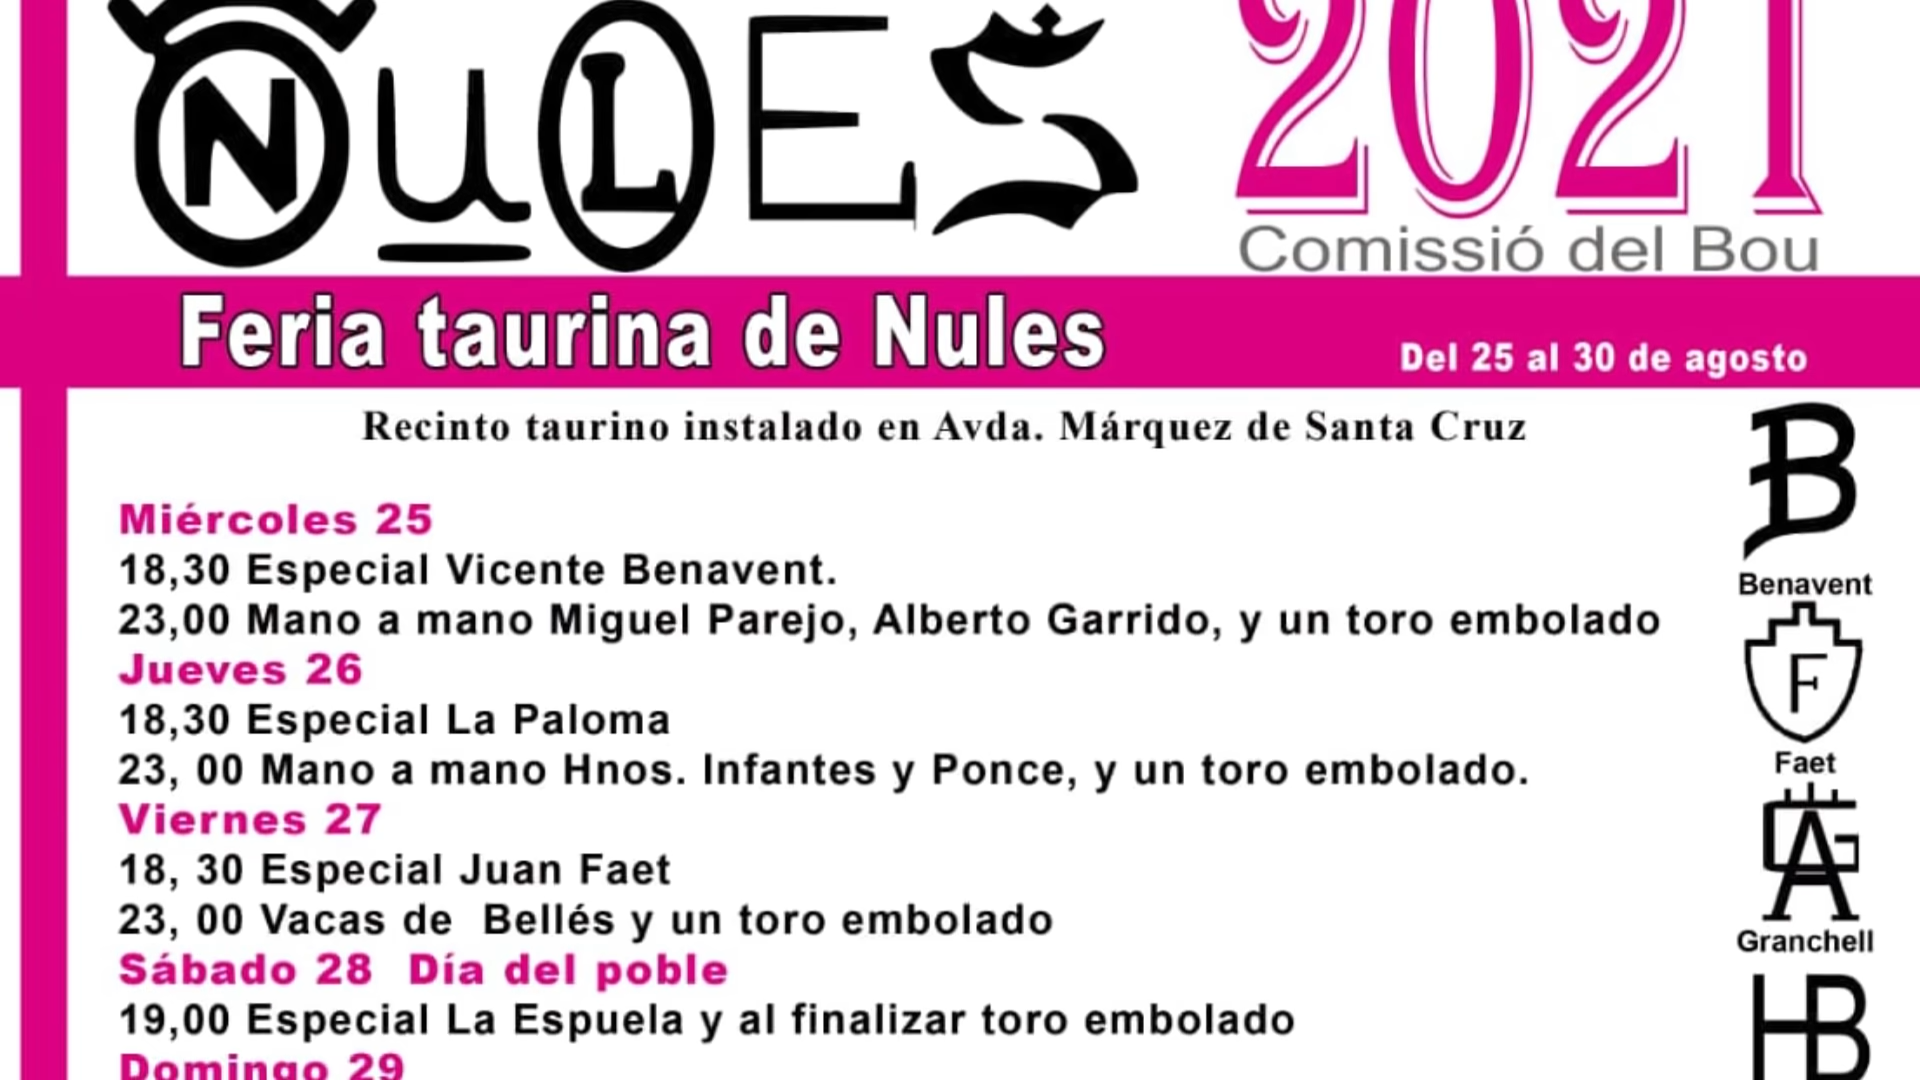 NuLES 2021
Comissió del Bou
Feria taurina de Nules
Del 25 al 30 de agosto
Recinto taurino instalado en Avda. Márquez de Santa Cruz
Miércoles 25
18,30 Especial Vicente Benavent.
23,00 Mano a mano Miguel Parejo, Alberto Garrido, y un toro embolado
Jueves 26
18,30 Especial La Paloma
23, 00 Mano a mano Hnos. Infantes y Ponce, y un toro embolado.
Viernes 27
18, 30 Especial Juan Faet
23, 00 Vacas de  Bellés y un toro embolado
Sábado 28  Día del poble
19,00 Especial La Espuela y al finalizar toro embolado
Domingo 29
B
Benavent
F
Faet
GA
Granchell
HB